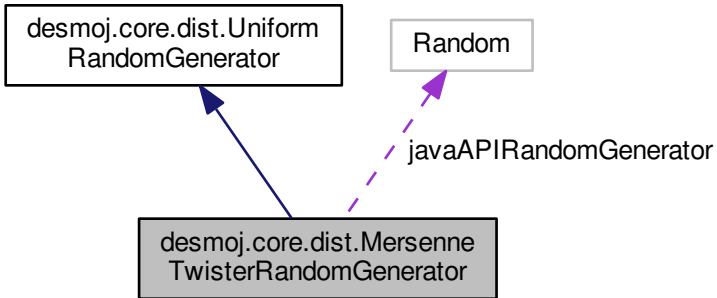 desmoj.core.dist.Uniform
RandomGenerator
Random
javaAPIRandomGenerator
desmoj.core.dist.Mersenne
TwisterRandomGenerator